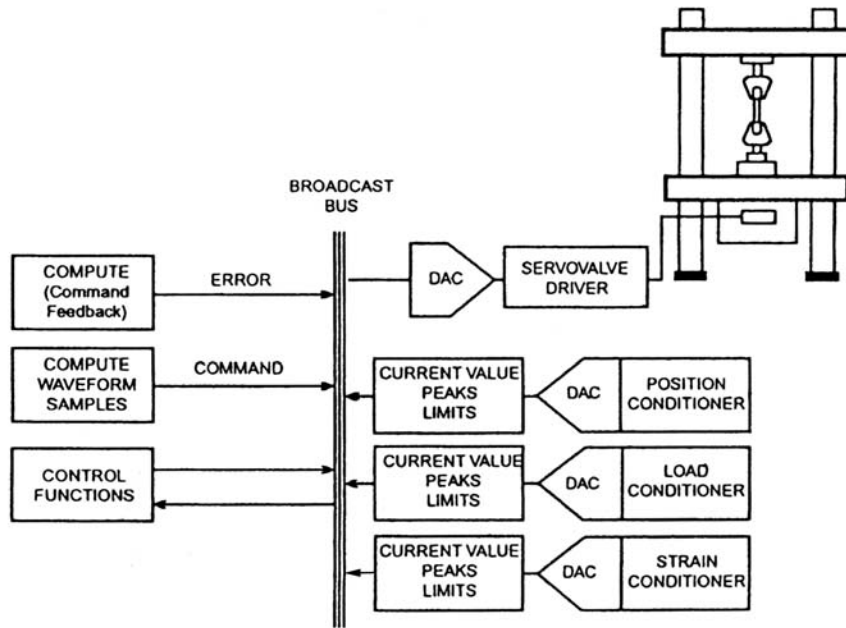 BROADCAST
BUS
COMPUTE
(Command
Feedback)
ERROR
DAC
SERVOVALVE
DRIVER
COMPUTE
WAVEFORM
SAMPLES
COMMAND
CURRENT VALUE
PEAKS
LIMITS
DAC
POSITION
CONDITIONER
CONTROL
FUNCTIONS
CURRENT VALUE
PEAKS
LIMITS
DAC
LOAD
CONDITIONER
CURRENT VALUE
PEAKS
LIMITS
DAC
STRAIN
CONDITIONER